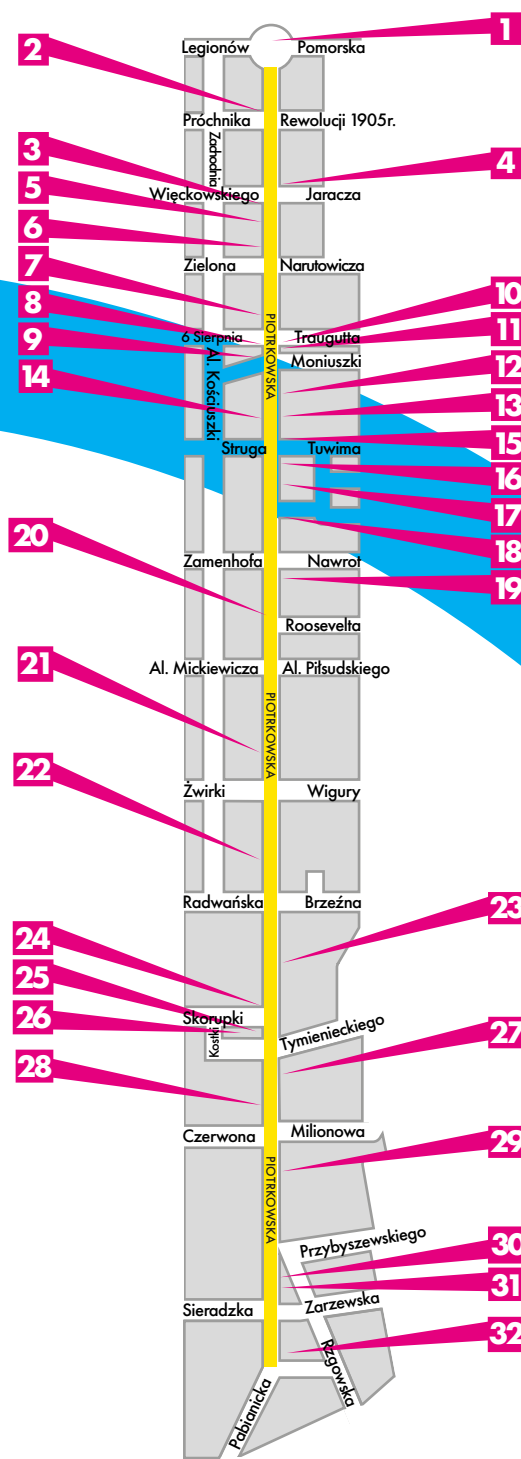 1
Legionów Pomorska
2
Próchnika Rewolucji 1905r.
Zachodnia
3
4
5
Więckowskiego Jaracza
6
7
Zielona Narutowicza
8
10
PIOTRKOWSKA
6 Sierpnia Traugutta
9
11
Moniuszki
Al. Kościuszki
12
14
13
15
Struga Tuwima
16
17
20
18
Zamenhofa Nawrot
19
Roosevelta
21
Al. Mickiewicza Al. Piłsudskiego
PIOTRKOWSKA
22
Żwirki Wigury
Radwańska Brzeźna
23
24
25
Skorupki
26
Kostki
Tymienieckiego
27
28
Czerwona Milionowa
29
PIOTRKOWSKA
Przybyszewskiego
30
31
Sieradzka Zarzewska
32
Rzgowska
Pabianicka